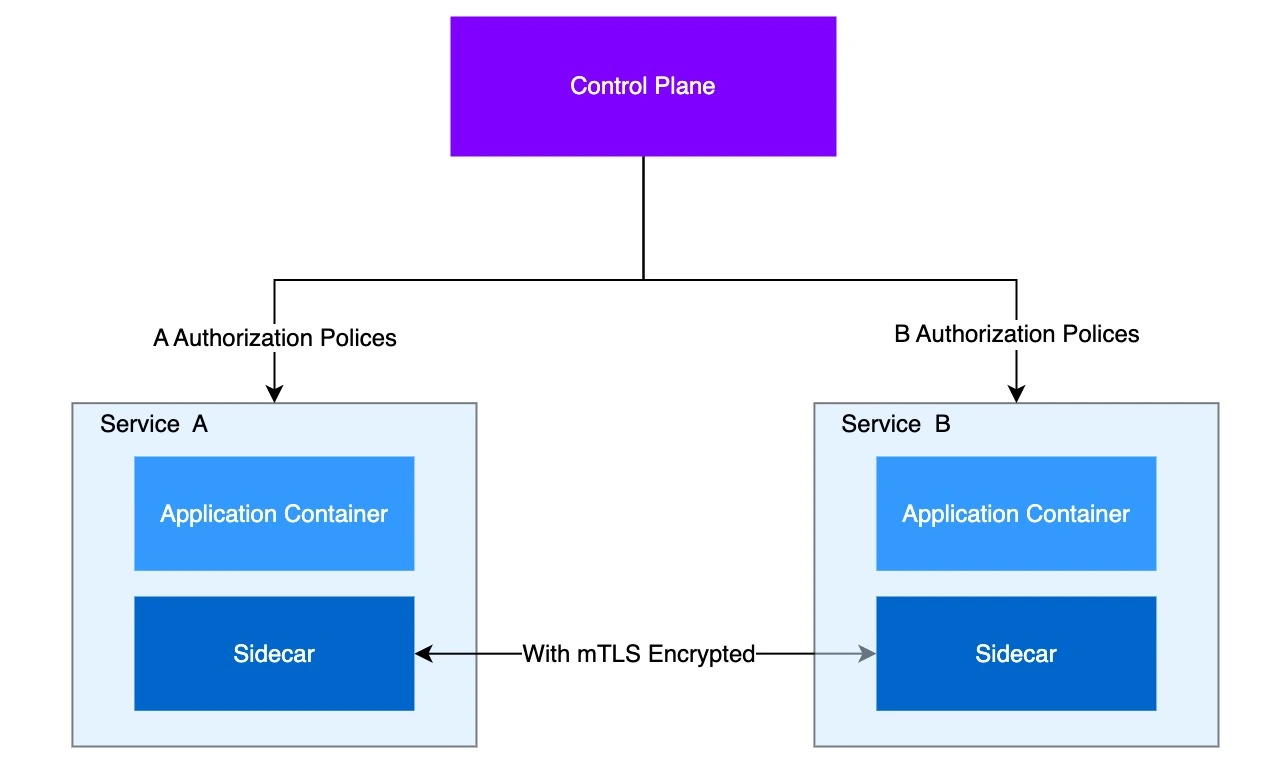 Control Plane
A Authorization Polices
B Authorization Polices
Service A
Service B
Application Container
Application Container
Sidecar
With mTLS Encrypted
Sidecar